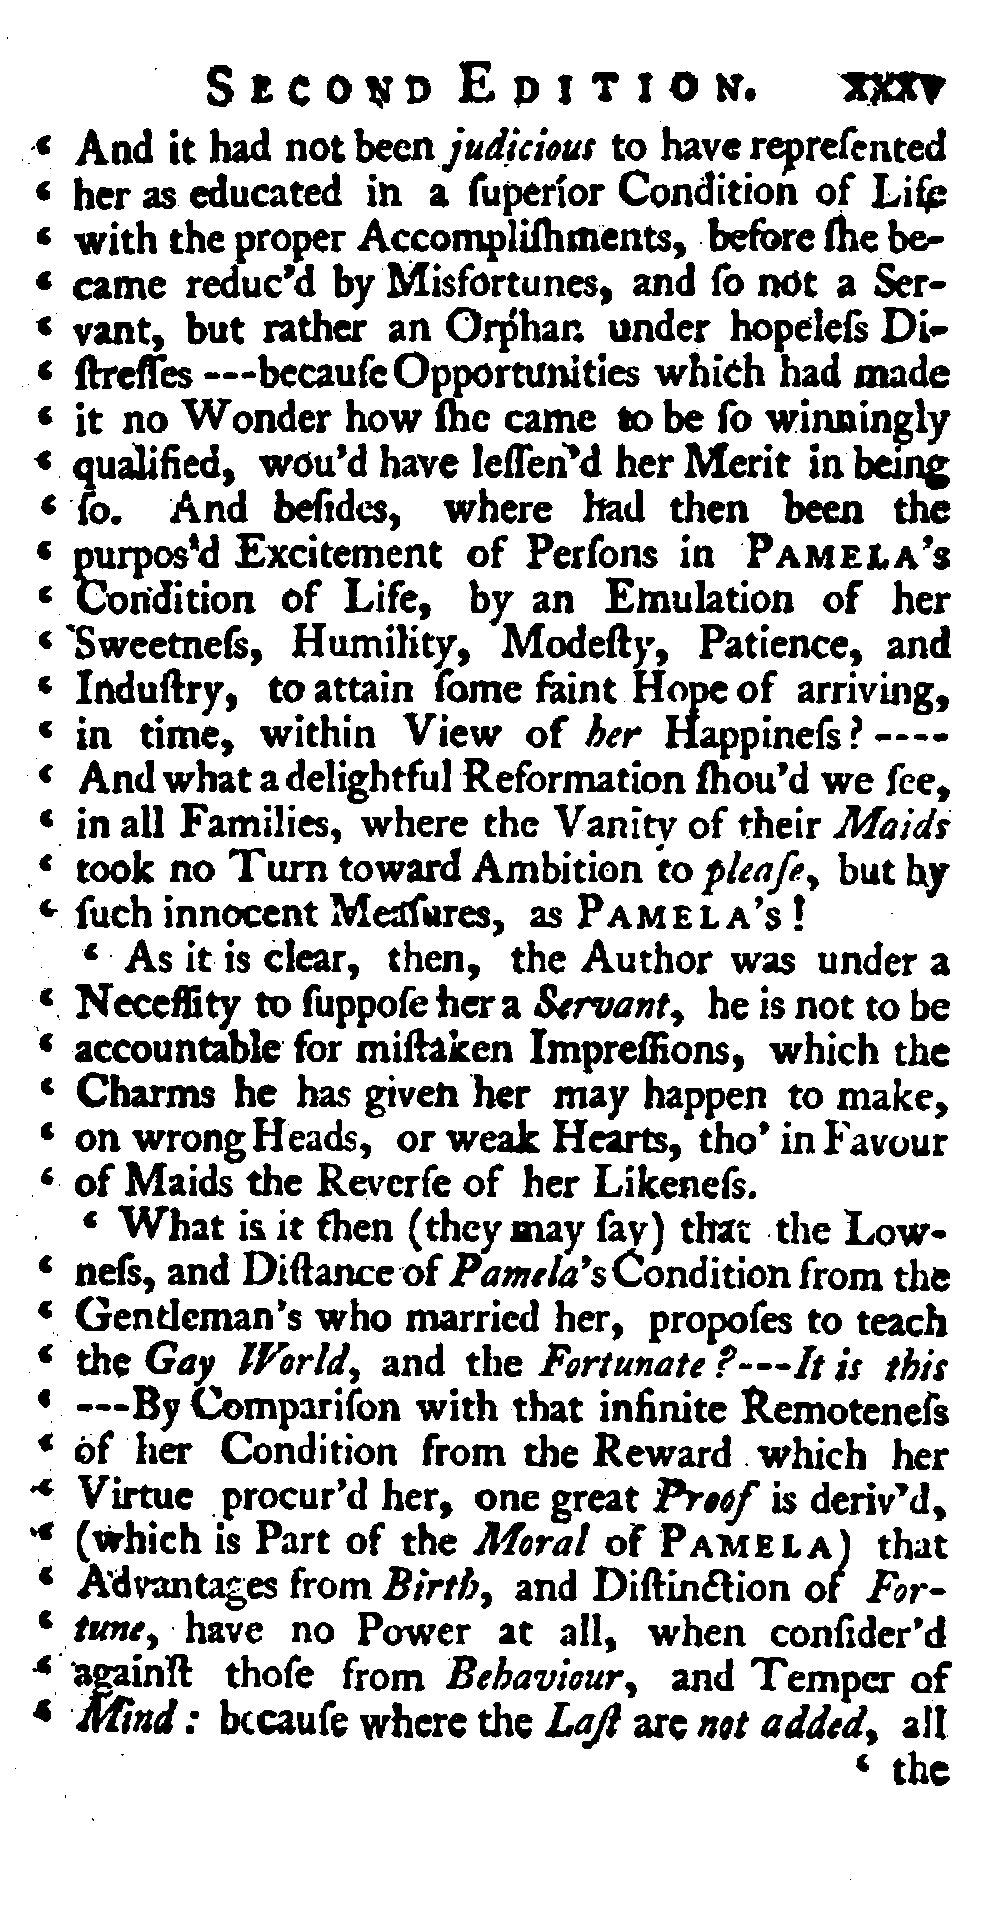 SECOND EDITION. xxxv
‘ And it had not been judicious to have repreſented
‘ her as educated in a ſuperior Condition of Life
‘ with the proper Accompliſhments, before ſhe be-
‘ came reduc’d by Misfortunes, and ſo not a Ser-
‘ vant, but rather an Orphan under hopeleſs Di-
‘ ſtreſſes ---becauſe Opportunities which had made
‘ it no Wonder how ſhe came to be ſo winningly
‘ qualified, wou’d have leſſen’d her Merit in being
‘ ſo. And beſides, where had then been the
‘ purpos’d Excitement of Perſons in PAMELA’s
‘ Condition of Life, by an Emulation of her
‘ Sweetneſs, Humility, Modeſty, Patience, and
‘ Induſtry, to attain ſome faint Hope of arriving,
‘ in time, within View of her Happineſs? ----
‘ And what a delightful Reformation ſhou’d we ſee,
‘ in all Families, where the Vanity of their Maids
‘ took no Turn toward Ambition to pleaſe, but by
‘ ſuch innocent Meaſures, as PAMELA’s!
‘ As it is clear, then, the Author was under a
‘ Neceſſity to ſuppoſe her a Servant, he is not to be
‘ accountable for miſtaken Impreſſions, which the
‘ Charms he has given her may happen to make,
‘ on wrong Heads, or weak Hearts, tho’ in Favour
‘ of Maids the Reverſe of her Likeneſs.
‘ What is it then (they may ſay) that the Low-
‘ neſs, and Diſtance of Pamela’s Condition from the
‘ Gentleman’s who married her, propoſes to teach
‘ the Gay World, and the Fortunate?---It is this
‘ ---By Compariſon with that infinite Remoteneſs
‘ of her Condition from the Reward which her
‘ Virtue procur’d her, one great Proof is deriv’d,
‘ (which is Part of the Moral of PAMELA) that
‘ Advantages from Birth, and Diſtinction of For-
‘ tune, have no Power at all, when conſider’d
‘ againſt thoſe from Behaviour, and Temper of
‘ Mind: becauſe where the Laſt are not added, all
‘ the